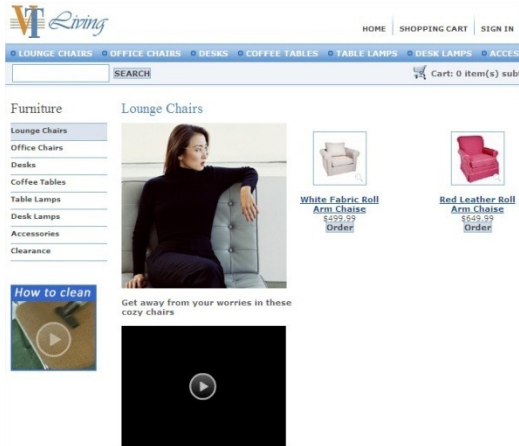 VT Living
HOME SHOPPING CART SIGN IN
LOUNGE CHAIRS OFFICE CHAIRS DESKS COFFEE TABLES TABLE LAMPS DESK LAMPS ACCES
SEARCH
Cart: 0 item(s) sub
Furniture
Lounge Chairs
Office Chairs
Desks
Coffee Tables
Table Lamps
Desk Lamps
Accessories
Clearance
How to clean
Lounge Chairs
Get away from your worries in these
cozy chairs
White Fabric Roll
Arm Chaise
$499.99
Order
Red Leather Roll
Arm Chaise
$649.99
Order